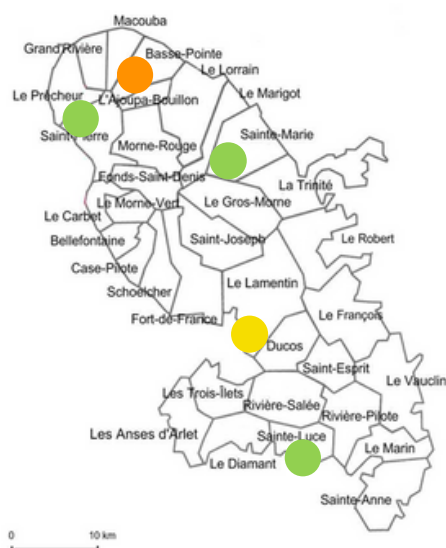 Macouba
Grand Rivière
Basse-Pointe
Le Lorrain
Le Prêcheur
L'Ajoupa-Bouillon
Le Marigot
Sainte-Marie
Morne-Rouge
La Trinité
Fonds-Saint-Denis
Le Morne-Vert
Le Gros-Morne
Le Carbet
Bellefontaine
Saint-Joseph
Le Robert
Case-Pilote
Schoelcher
Le Lamentin
Fort-de-France
Le François
Ducos
Saint-Esprit
Le Vauclin
Les Trois-Îlets
Rivière-Salée
Rivière-Pilote
Les Anses d'Arlet
Sainte-Luce
Le Marin
Le Diamant
Sainte-Anne
0 10 km